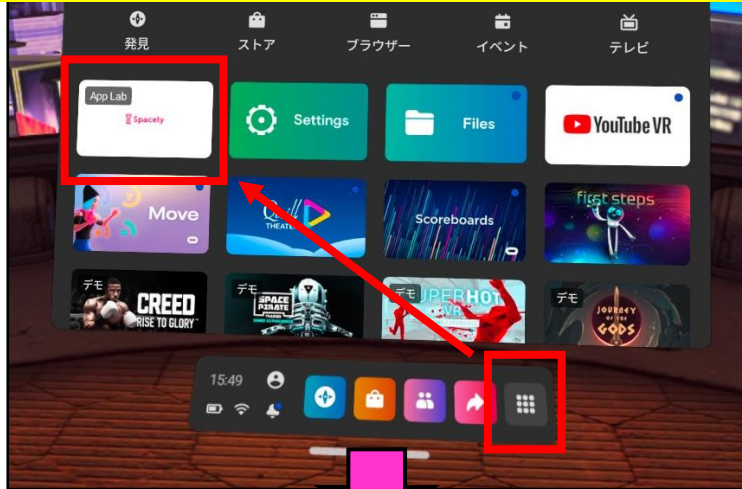 発見 ストア ブラウザー イベント テレビ
App Lab
Spacely Settings Files YouTube VR
Move Quill THEATER Scoreboards first steps
デモ デモ デモ デモ
CREED RISE TO GLORY SPACE PIRATE TRAINER SUPERHOT VR JOURNEY OF THE GODS
15:49